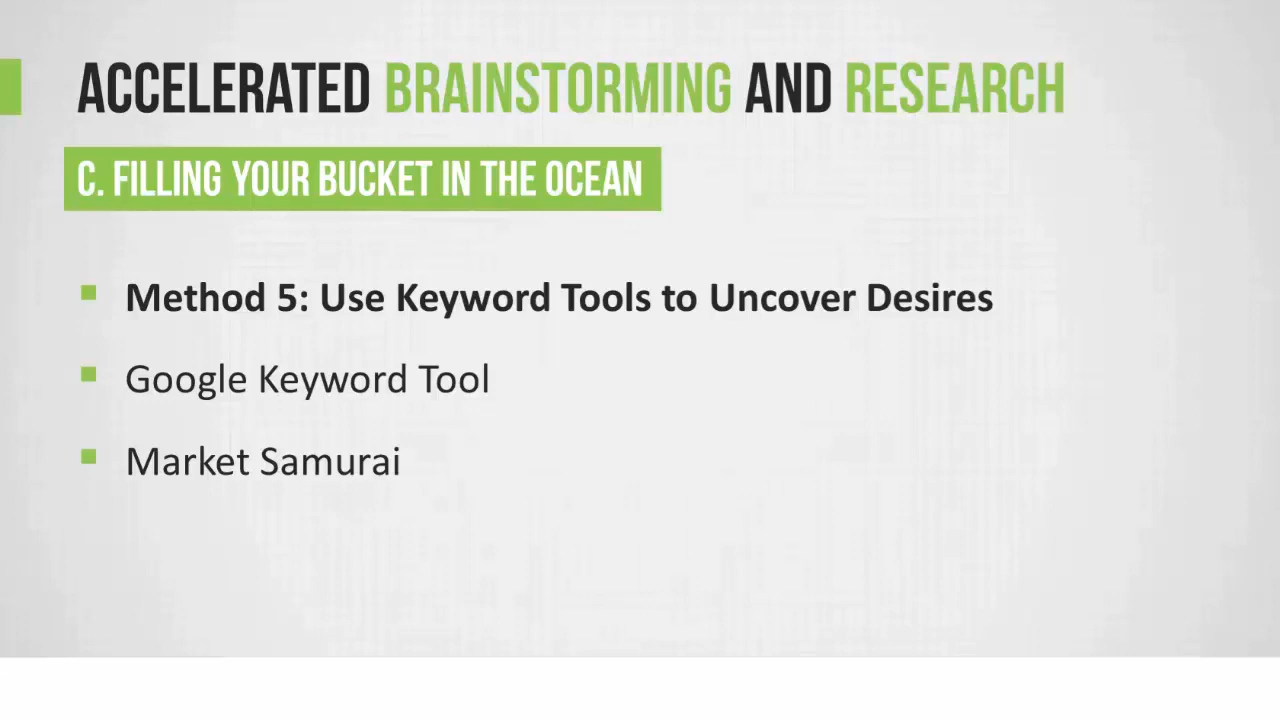 ACCELERATED BRAINSTORMING AND RESEARCH
C. FILLING YOUR BUCKET IN THE OCEAN
Method 5: Use Keyword Tools to Uncover Desires
Google Keyword Tool
Market Samurai